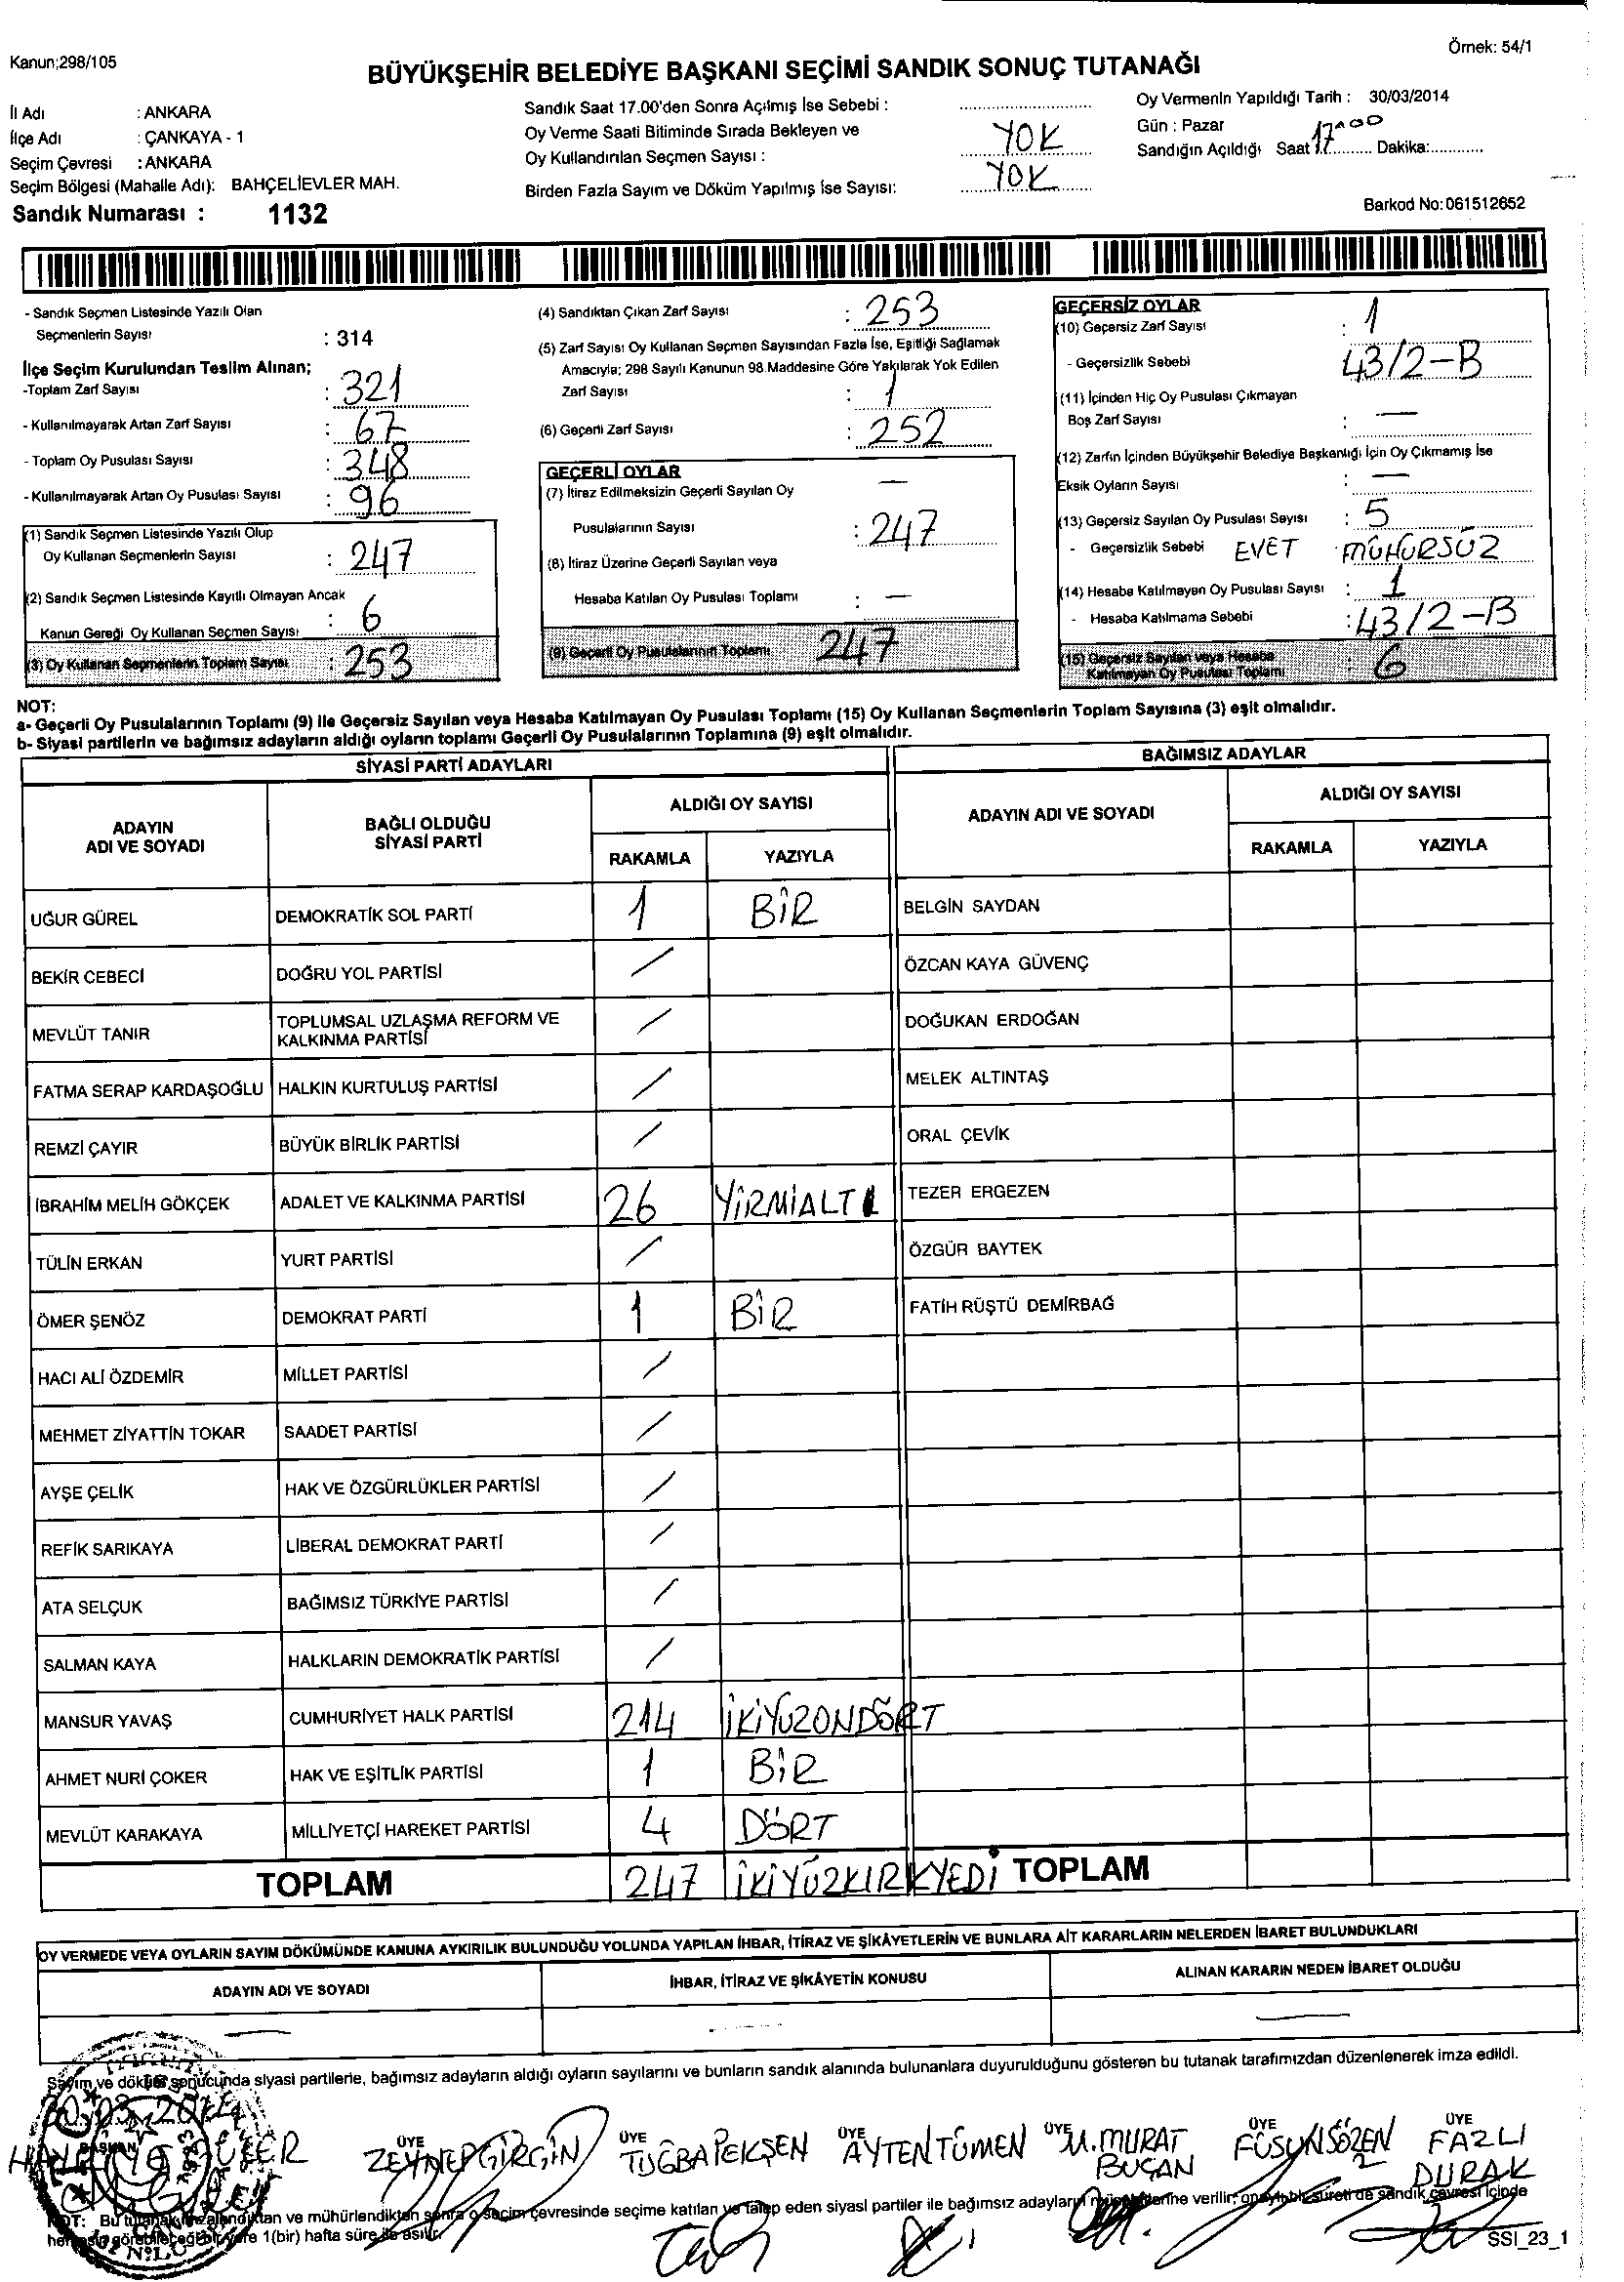 Kanun;298/105
Örnek: 54/1
BÜYÜKŞEHİR BELEDİYE BAŞKANI SEÇİMİ SANDIK SONUÇ TUTANAĞI
İl Adı : ANKARA
İlçe Adı : ÇANKAYA - 1
Seçim Çevresi : ANKARA
Seçim Bölgesi (Mahalle Adı): BAHÇELİEVLER MAH.
Sandık Numarası : 1132
Sandık Saat 17.00'den Sonra Açılmış İse Sebebi :
Oy Verme Saati Bitiminde Sırada Bekleyen ve
Oy Kullandırılan Seçmen Sayısı : YOK
Birden Fazla Sayım ve Döküm Yapılmış İse Sayısı: YOK
Oy Vermenin Yapıldığı Tarih : 30/03/2014
Gün : Pazar
Sandığın Açıldığı Saat 17 00 Dakika:
Barkod No: 061512652
- Sandık Seçmen Listesinde Yazılı Olan
Seçmenlerin Sayısı : 314
İlçe Seçim Kurulundan Teslim Alınan;
-Toplam Zarf Sayısı : 321
- Kullanılmayarak Artan Zarf Sayısı : 67
- Toplam Oy Pusulası Sayısı : 348
- Kullanılmayarak Artan Oy Pusulası Sayısı : 96
(1) Sandık Seçmen Listesinde Yazılı Olup
Oy Kullanan Seçmenlerin Sayısı : 247
(2) Sandık Seçmen Listesinde Kayıtlı Olmayan Ancak
Kanun Gereği Oy Kullanan Seçmen Sayısı : 6
(3) Oy Kullanan Seçmenlerin Toplam Sayısı : 253
(4) Sandıktan Çıkan Zarf Sayısı : 253
(5) Zarf Sayısı Oy Kullanan Seçmen Sayısından Fazla İse, Eşitliği Sağlamak
Amacıyla; 298 Sayılı Kanunun 98.Maddesine Göre Yakılarak Yok Edilen
Zarf Sayısı : 1
(6) Geçerli Zarf Sayısı : 252
GEÇERLİ OYLAR
(7) İtiraz Edilmeksizin Geçerli Sayılan Oy —
Pusulalarının Sayısı : 247
(8) İtiraz Üzerine Geçerli Sayılan veya
Hesaba Katılan Oy Pusulası Toplamı : —
(9) Geçerli Oy Pusulalarının Toplamı 247
GEÇERSİZ OYLAR
(10) Geçersiz Zarf Sayısı : 1
- Geçersizlik Sebebi 43/2-B
(11) İçinden Hiç Oy Pusulası Çıkmayan
Boş Zarf Sayısı : —
(12) Zarfın İçinden Büyükşehir Belediye Başkanlığı İçin Oy Çıkmamış İse
Eksik Oyların Sayısı : —
(13) Geçersiz Sayılan Oy Pusulası Sayısı : 5
- Geçersizlik Sebebi EVET MÜHÜRSÜZ
(14) Hesaba Katılmayan Oy Pusulası Sayısı : 1
- Hesaba Katılmama Sebebi : 43/2-B
(15) Geçersiz Sayılan veya Hesaba
Katılmayan Oy Pusulası Toplamı : 6
NOT:
a- Geçerli Oy Pusulalarının Toplamı (9) ile Geçersiz Sayılan veya Hesaba Katılmayan Oy Pusulası Toplamı (15) Oy Kullanan Seçmenlerin Toplam Sayısına (3) eşit olmalıdır.
b- Siyasi partilerin ve bağımsız adayların aldığı oyların toplamı Geçerli Oy Pusulalarının Toplamına (9) eşit olmalıdır.
SİYASİ PARTİ ADAYLARI
BAĞIMSIZ ADAYLAR
ADAYIN
ADI VE SOYADI
BAĞLI OLDUĞU
SİYASİ PARTİ
ALDIĞI OY SAYISI
RAKAMLA YAZIYLA
ADAYIN ADI VE SOYADI
ALDIĞI OY SAYISI
RAKAMLA YAZIYLA
UĞUR GÜREL DEMOKRATİK SOL PARTİ 1 BİR BELGİN SAYDAN
BEKİR CEBECİ DOĞRU YOL PARTİSİ / ÖZCAN KAYA GÜVENÇ
MEVLÜT TANIR TOPLUMSAL UZLAŞMA REFORM VE
KALKINMA PARTİSİ / DOĞUKAN ERDOĞAN
FATMA SERAP KARDAŞOĞLU HALKIN KURTULUŞ PARTİSİ / MELEK ALTINTAŞ
REMZİ ÇAYIR BÜYÜK BİRLİK PARTİSİ / ORAL ÇEVİK
İBRAHİM MELİH GÖKÇEK ADALET VE KALKINMA PARTİSİ 26 YİRMİALTI TEZER ERGEZEN
TÜLİN ERKAN YURT PARTİSİ / ÖZGÜR BAYTEK
ÖMER ŞENÖZ DEMOKRAT PARTİ 1 BİR FATİH RÜŞTÜ DEMİRBAĞ
HACI ALİ ÖZDEMİR MİLLET PARTİSİ /
MEHMET ZİYATTİN TOKAR SAADET PARTİSİ /
AYŞE ÇELİK HAK VE ÖZGÜRLÜKLER PARTİSİ /
REFİK SARIKAYA LİBERAL DEMOKRAT PARTİ /
ATA SELÇUK BAĞIMSIZ TÜRKİYE PARTİSİ /
SALMAN KAYA HALKLARIN DEMOKRATİK PARTİSİ /
MANSUR YAVAŞ CUMHURİYET HALK PARTİSİ 214 İKİYÜZONDÖRT
AHMET NURİ ÇOKER HAK VE EŞİTLİK PARTİSİ 1 BİR
MEVLÜT KARAKAYA MİLLİYETÇİ HAREKET PARTİSİ 4 DÖRT
TOPLAM 247 İKİYÜZKIRKYEDİ TOPLAM
OY VERMEDE VEYA OYLARIN SAYIM DÖKÜMÜNDE KANUNA AYKIRILIK BULUNDUĞU YOLUNDA YAPILAN İHBAR, İTİRAZ VE ŞİKÂYETLERİN VE BUNLARA AİT KARARLARIN NELERDEN İBARET BULUNDUKLARI
ADAYIN ADI VE SOYADI İHBAR, İTİRAZ VE ŞİKÂYETİN KONUSU ALINAN KARARIN NEDEN İBARET OLDUĞU
Sayım ve döküm sonucunda siyasi partilerle, bağımsız adayların aldığı oyların sayılarını ve bunların sandık alanında bulunanlara duyurulduğunu gösteren bu tutanak tarafımızdan düzenlenerek imza edildi.
30.03.2014
BAŞKAN ÜYE ÜYE ÜYE ÜYE ÜYE ÜYE
ZEYNEP GİRGİN TUĞBA PEKŞEN AYTEN TÜMEN M. MURAT BUÇAN FÜSUN SÖZEN FAZLI DURAK
NOT: Bu tutanak imzalandıktan ve mühürlendikten sonra o seçim çevresinde seçime katılan ve talep eden siyasi partiler ile bağımsız adayların müşahitlerine verilir, onaylı bir sureti de sandık çevresi içinde
herkesin görebileceği bir yere 1(bir) hafta süre ile asılır.
SSI_23_1